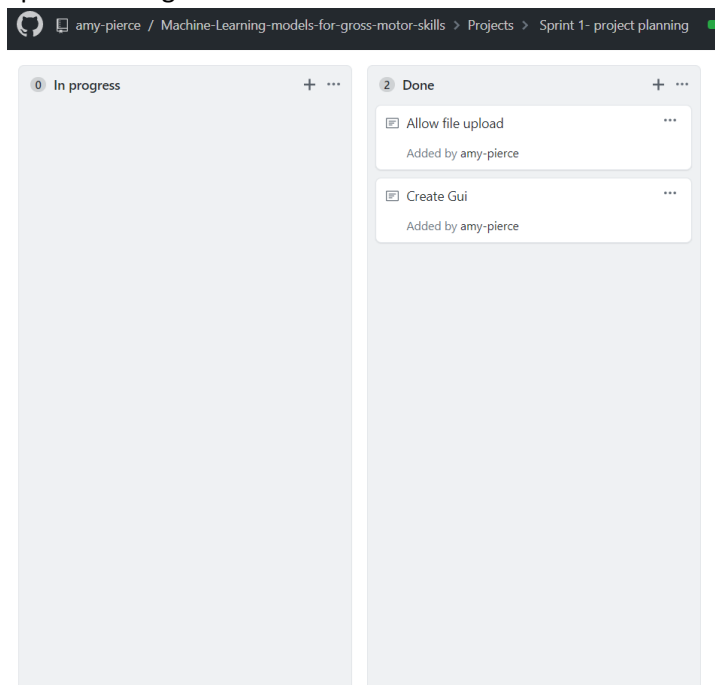 amy-pierce / Machine-Learning-models-for-gross-motor-skills > Projects > Sprint 1- project planning
0 In progress + ...
2 Done + ...
Allow file upload ...
Added by amy-pierce
Create Gui ...
Added by amy-pierce